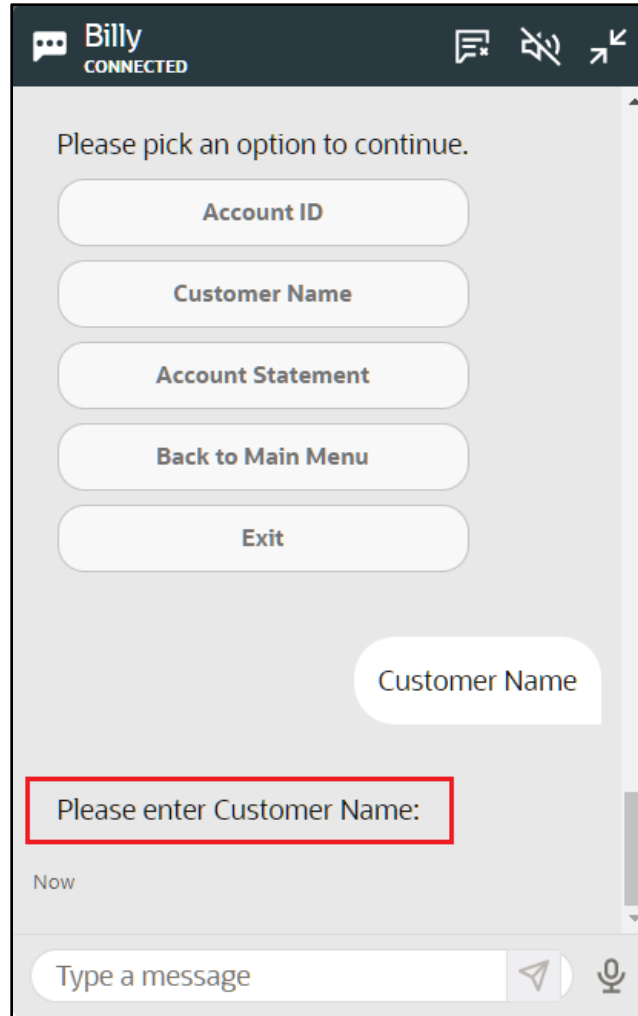 Billy
CONNECTED
Please pick an option to continue.
Account ID
Customer Name
Account Statement
Back to Main Menu
Exit
Customer Name
Please enter Customer Name:
Now
Type a message